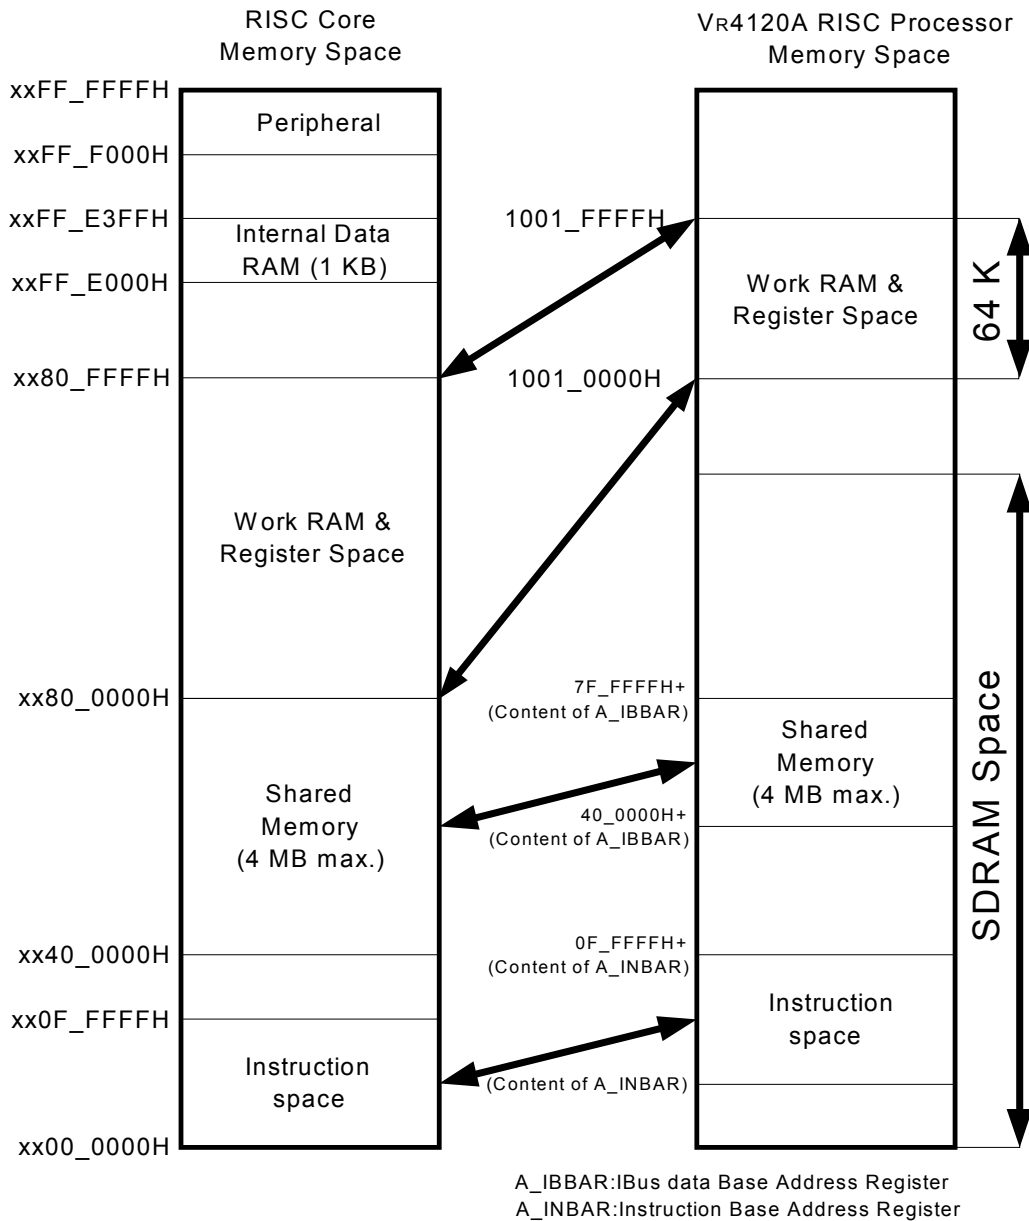 RISC Core
Memory Space
VR4120A RISC Processor
Memory Space
xxFF_FFFFH
Peripheral
xxFF_F000H
xxFF_E3FFH
Internal Data
RAM (1 KB)
xxFF_E000H
1001_FFFFH
Work RAM &
Register Space
64 K
xx80_FFFFH
1001_0000H
Work RAM &
Register Space
xx80_0000H
7F_FFFFH+
(Content of A_IBBAR)
Shared
Memory
(4 MB max.)
Shared
Memory
(4 MB max.)
40_0000H+
(Content of A_IBBAR)
SDRAM Space
xx40_0000H
0F_FFFFH+
(Content of A_INBAR)
xx0F_FFFFH
Instruction
space
Instruction
space
(Content of A_INBAR)
xx00_0000H
A_IBBAR:IBus data Base Address Register
A_INBAR:Instruction Base Address Register